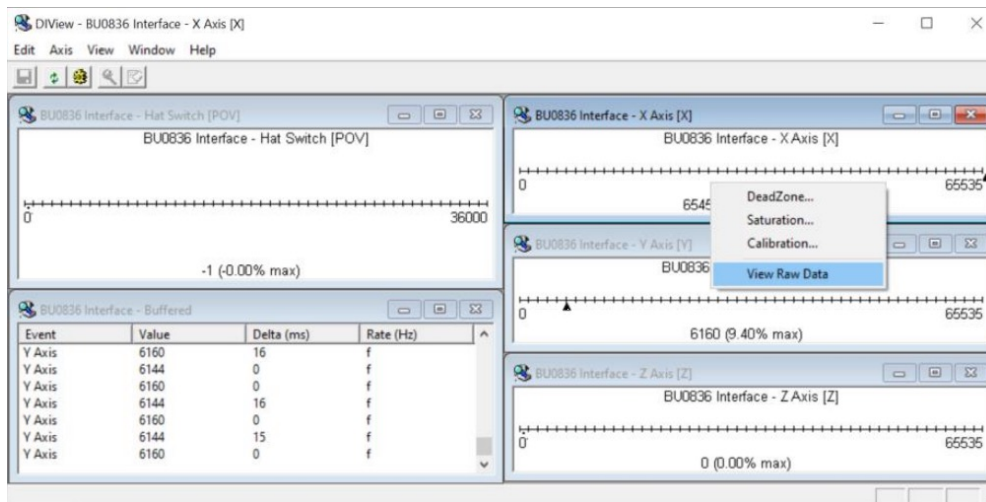 DIView - BU0836 Interface - X Axis [X]
Edit Axis View Window Help
BU0836 Interface - Hat Switch [POV]
BU0836 Interface - Hat Switch [POV]
0 36000
-1 (-0.00% max)
BU0836 Interface - Buffered
Event Value Delta (ms) Rate (Hz)
Y Axis 6160 16 f
Y Axis 6144 0 f
Y Axis 6160 0 f
Y Axis 6144 16 f
Y Axis 6160 0 f
Y Axis 6144 15 f
Y Axis 6160 0 f
BU0836 Interface - X Axis [X]
BU0836 Interface - X Axis [X]
0 65535
6545
DeadZone...
Saturation...
Calibration...
View Raw Data
BU0836 Interface - Y Axis [Y]
BU0836
0 65535
6160 (9.40% max)
BU0836 Interface - Z Axis [Z]
BU0836 Interface - Z Axis [Z]
0 65535
0 (0.00% max)